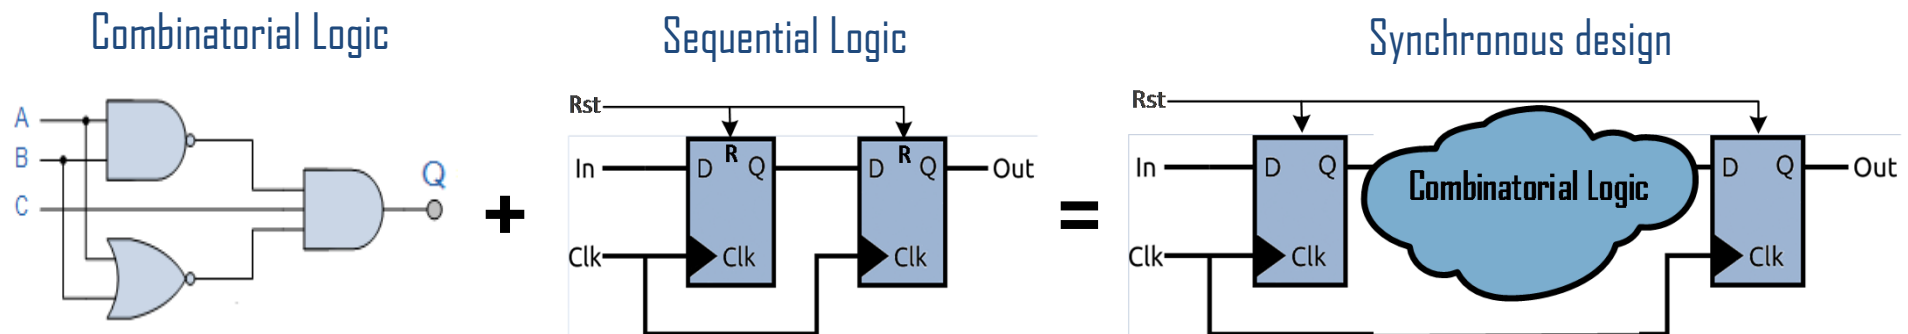 Combinatorial Logic
Sequential Logic
Synchronous design
A
B
C
Q
+
Rst
In
D
R
Q
D
R
Q
Out
Clk
Clk
Clk
=
Rst
In
D
Q
Combinatorial Logic
D
Q
Out
Clk
Clk
Clk